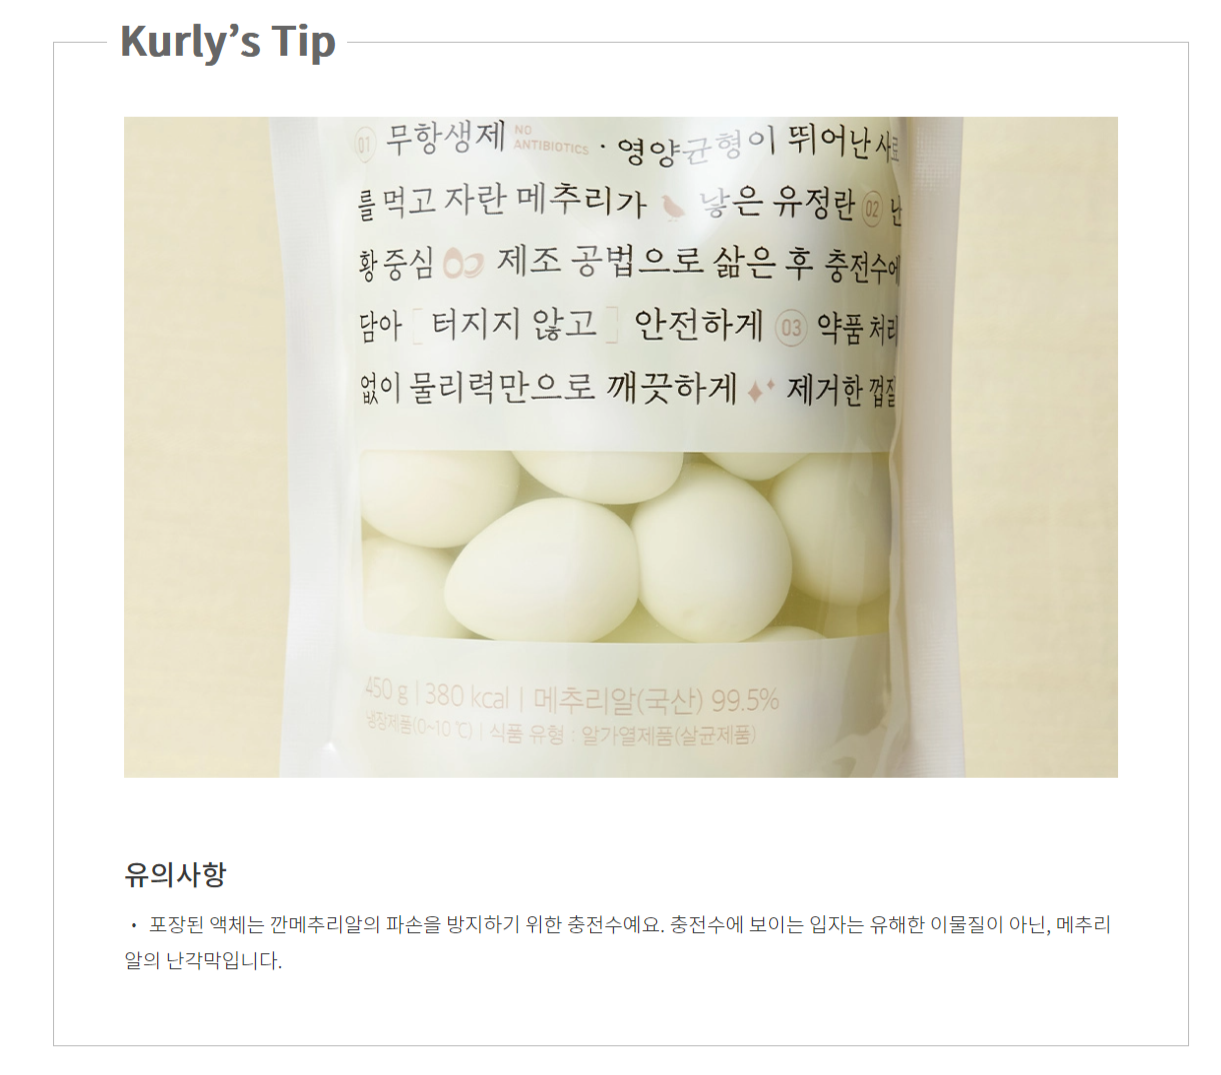 Kurly’s Tip
01 무항생제 NO ANTIBIOTICS · 영양균형이 뛰어난 사료
를 먹고 자란 메추리가 낳은 유정란 02 난
황중심 제조 공법으로 삶은 후 충전수에
담아 [ 터지지 않고 ] 안전하게 03 약품 처리
없이 물리력만으로 깨끗하게 제거한 껍질
450 g | 380 kcal | 메추리알(국산) 99.5%
냉장제품(0~10 ℃) | 식품 유형 : 알가열제품(살균제품)
유의사항
• 포장된 액체는 깐메추리알의 파손을 방지하기 위한 충전수예요. 충전수에 보이는 입자는 유해한 이물질이 아닌, 메추리
알의 난각막입니다.